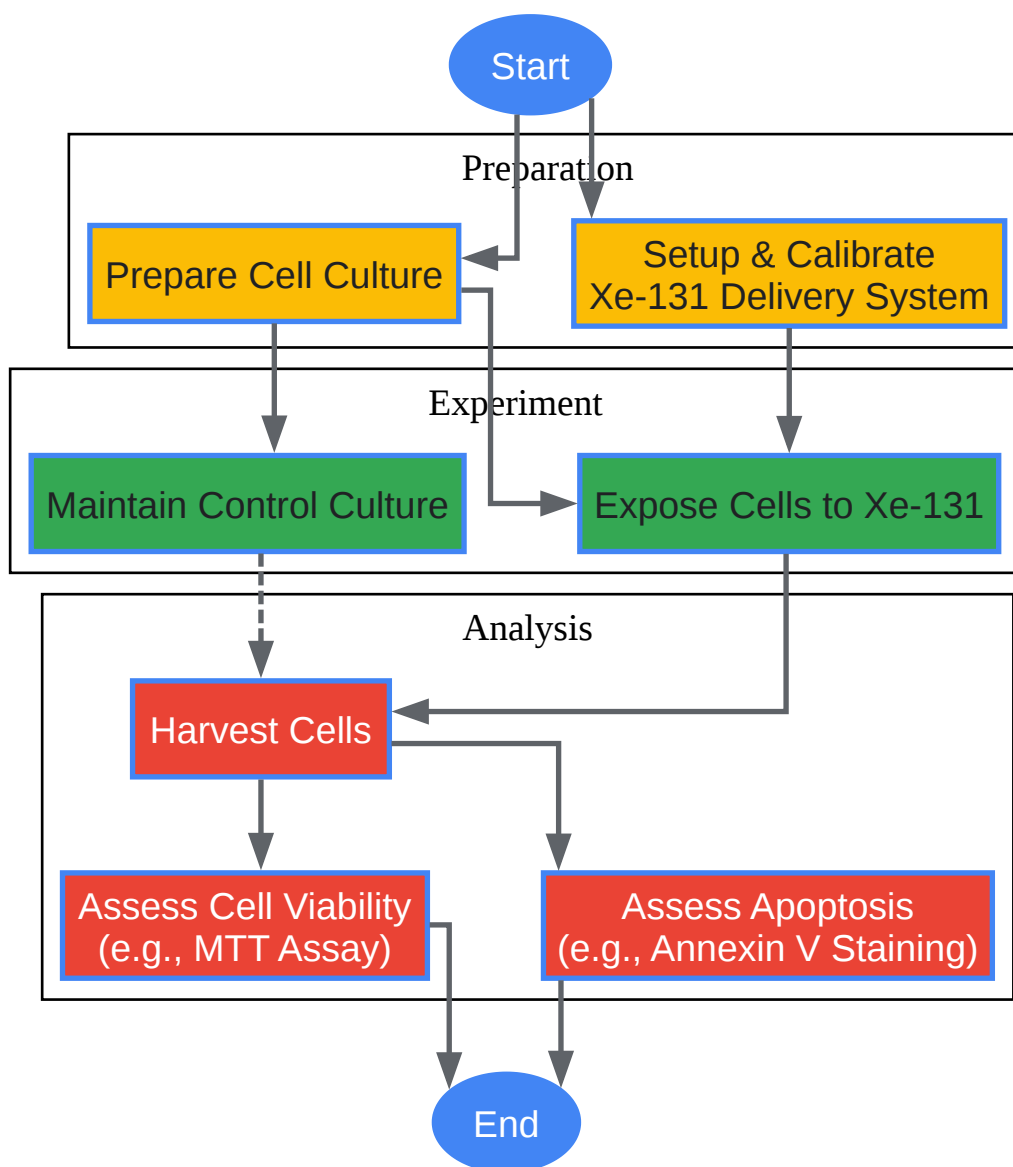 Start
Preparation
Prepare Cell Culture
Setup & Calibrate
Xe-131 Delivery System
Experiment
Maintain Control Culture
Expose Cells to Xe-131
Analysis
Harvest Cells
Assess Cell Viability
(e.g., MTT Assay)
Assess Apoptosis
(e.g., Annexin V Staining)
End